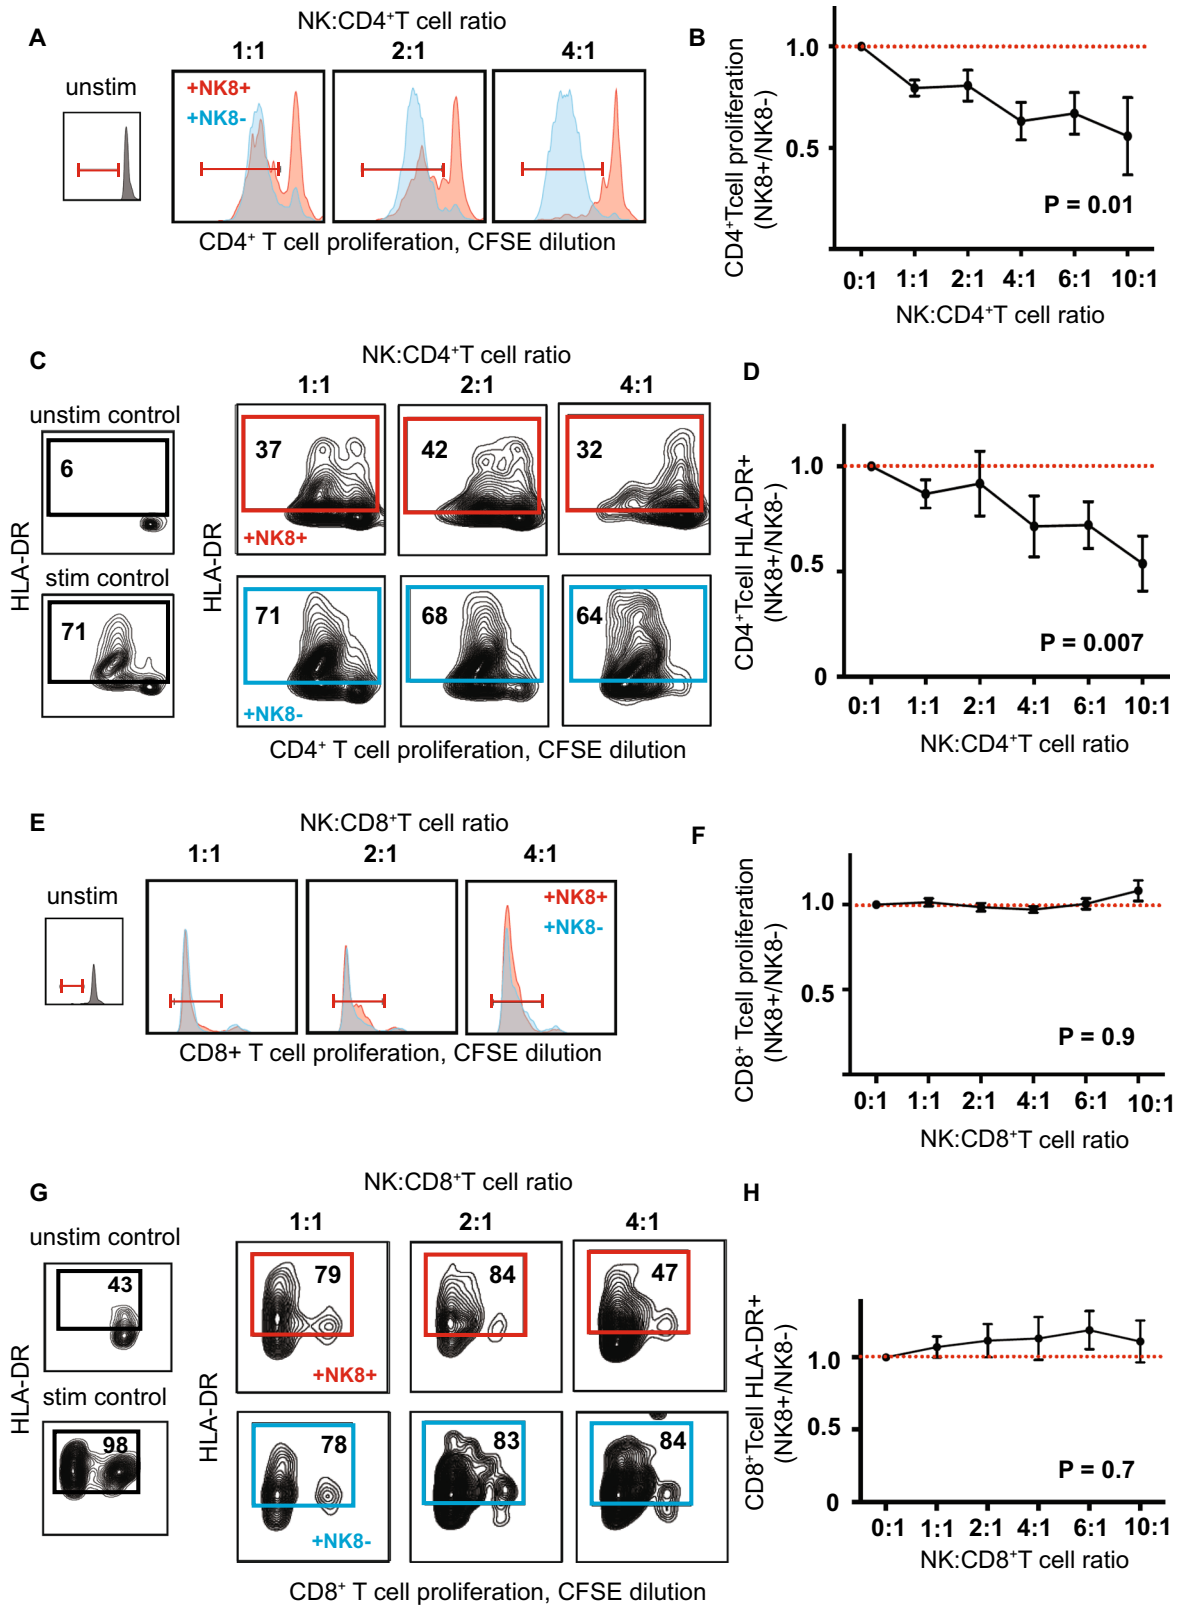 A
NK:CD4⁺T cell ratio
1:1 2:1 4:1
unstim
+NK8+
+NK8-
CD4⁺ T cell proliferation, CFSE dilution
B
CD4⁺Tcell proliferation
(NK8+/NK8-)
1.0
0.5
P = 0.01
0:1 1:1 2:1 4:1 6:1 10:1
NK:CD4⁺T cell ratio
C
NK:CD4⁺T cell ratio
1:1 2:1 4:1
unstim control
6
stim control
71
HLA-DR
HLA-DR
37 42 32
+NK8+
71 68 64
+NK8-
CD4⁺ T cell proliferation, CFSE dilution
D
CD4⁺Tcell HLA-DR+
(NK8+/NK8-)
1.0
0.5
0
P = 0.007
0:1 1:1 2:1 4:1 6:1 10:1
NK:CD4⁺T cell ratio
E
NK:CD8⁺T cell ratio
1:1 2:1 4:1
unstim
+NK8+
+NK8-
CD8+ T cell proliferation, CFSE dilution
F
CD8⁺ Tcell proliferation
(NK8+/NK8-)
1.0
0.5
P = 0.9
0:1 1:1 2:1 4:1 6:1 10:1
NK:CD8⁺T cell ratio
G
NK:CD8⁺T cell ratio
1:1 2:1 4:1
unstim control
43
stim control
98
HLA-DR
HLA-DR
79 84 47
+NK8+
78 83 84
+NK8-
CD8⁺ T cell proliferation, CFSE dilution
H
CD8⁺Tcell HLA-DR+
(NK8+/NK8-)
1.0
0.5
0
P = 0.7
0:1 1:1 2:1 4:1 6:1 10:1
NK:CD8⁺T cell ratio